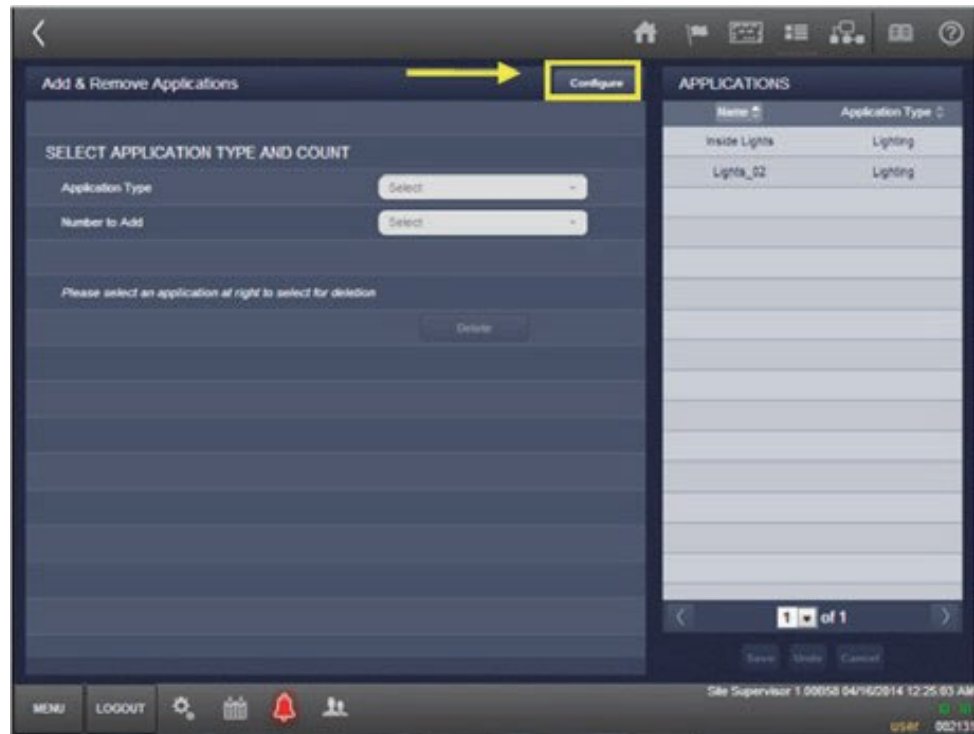 Add & Remove Applications
Configure
APPLICATIONS
Name
Application Type
Inside Lights
Lighting
Lights_02
Lighting
SELECT APPLICATION TYPE AND COUNT
Application Type
Select
Number to Add
Select
Please select an application at right to select for deletion
Delete
1 of 1
Save Undo Cancel
MENU
LOGOUT
Site Supervisor 1.00B58 04/16/2014 12:25:03 AM
user 002131